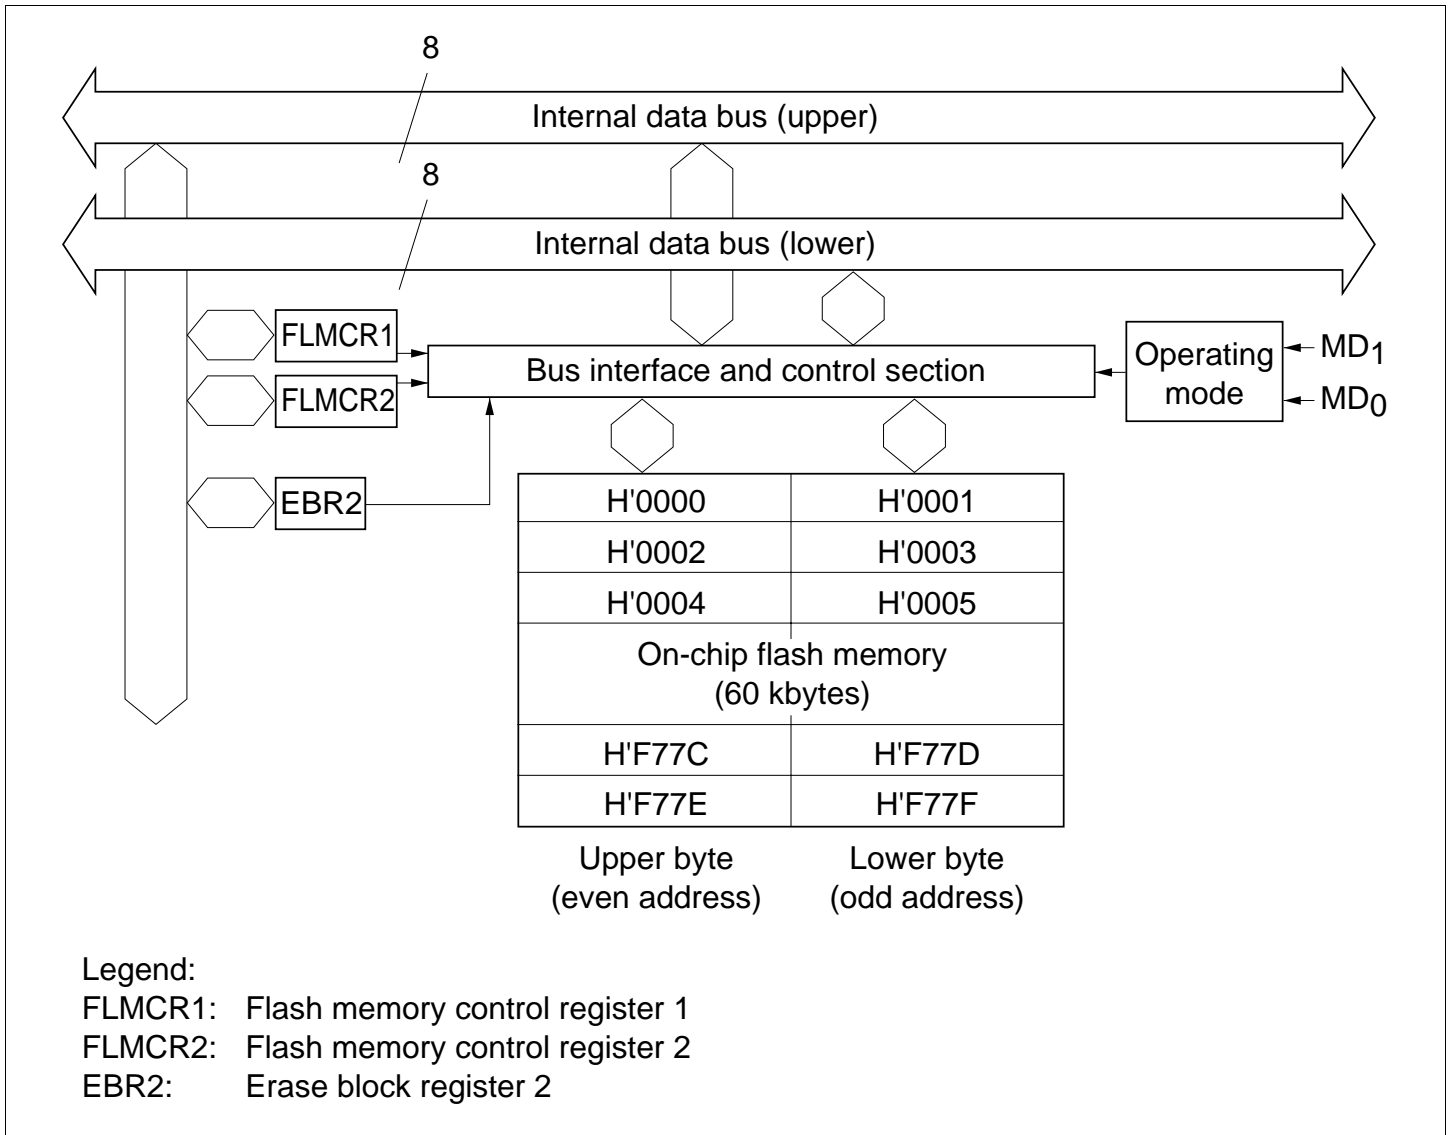 8
Internal data bus (upper)
8
Internal data bus (lower)
FLMCR1
FLMCR2
EBR2
Bus interface and control section
Operating
mode
MD1
MD0
H'0000 H'0001
H'0002 H'0003
H'0004 H'0005
On-chip flash memory
(60 kbytes)
H'F77C H'F77D
H'F77E H'F77F
Upper byte
(even address)
Lower byte
(odd address)
Legend:
FLMCR1: Flash memory control register 1
FLMCR2: Flash memory control register 2
EBR2: Erase block register 2